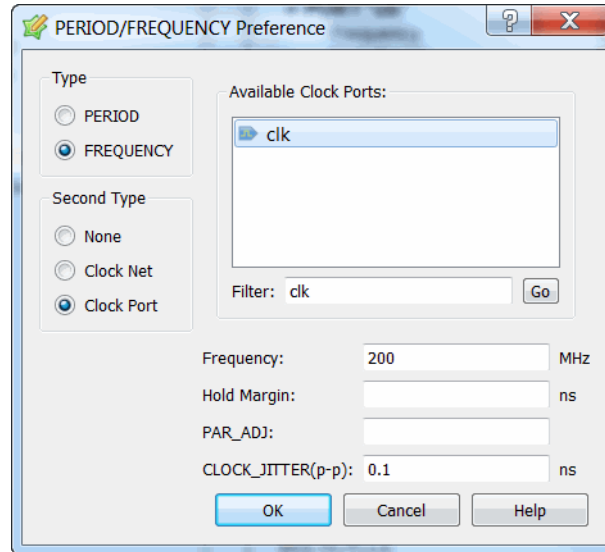 PERIOD/FREQUENCY Preference
Type
PERIOD
FREQUENCY
Second Type
None
Clock Net
Clock Port
Available Clock Ports:
clk
Filter: clk Go
Frequency: 200 MHz
Hold Margin: ns
PAR_ADJ:
CLOCK_JITTER(p-p): 0.1 ns
OK Cancel Help